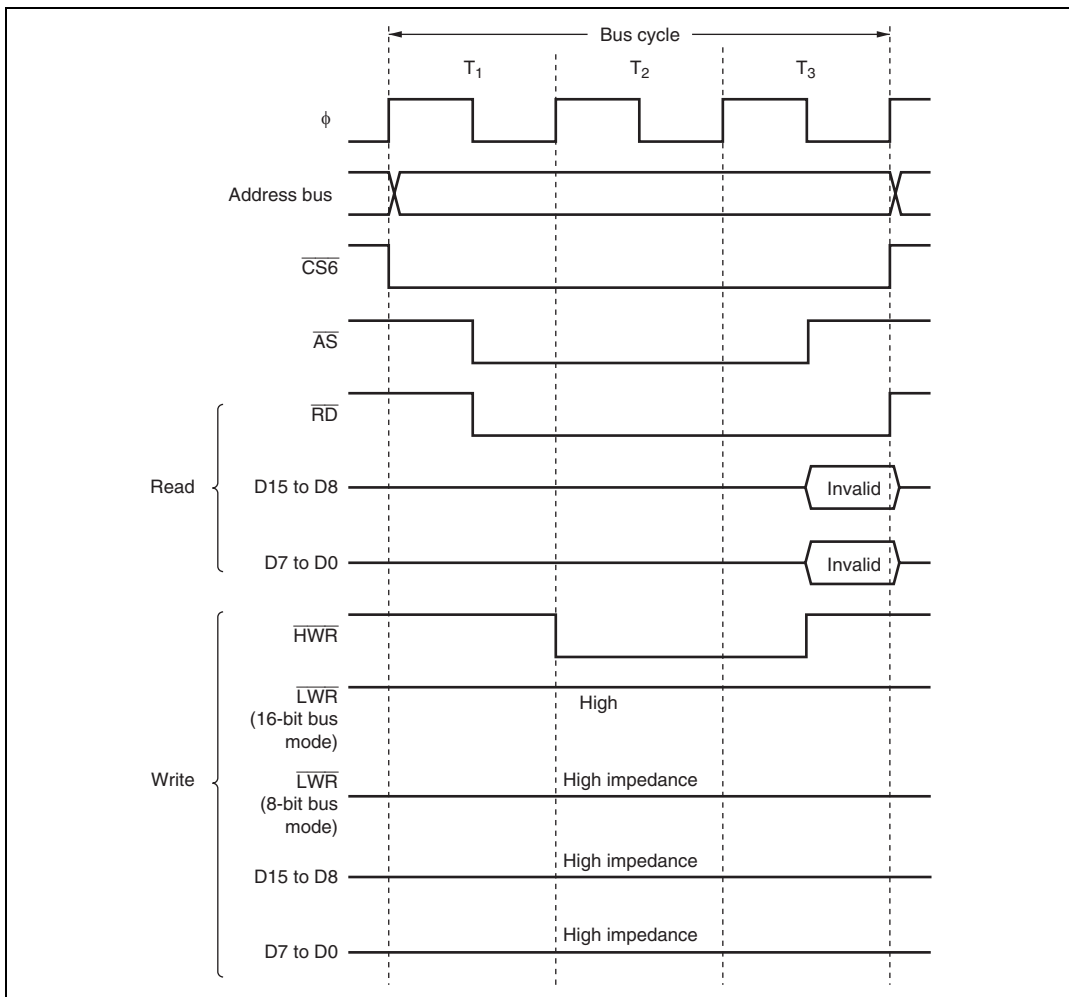 Bus cycle
T1 T2 T3
ϕ
Address bus
CS6
AS
RD
Read
D15 to D8
Invalid
D7 to D0
Invalid
HWR
LWR
(16-bit bus
mode)
High
Write
LWR
(8-bit bus
mode)
High impedance
D15 to D8
High impedance
D7 to D0
High impedance